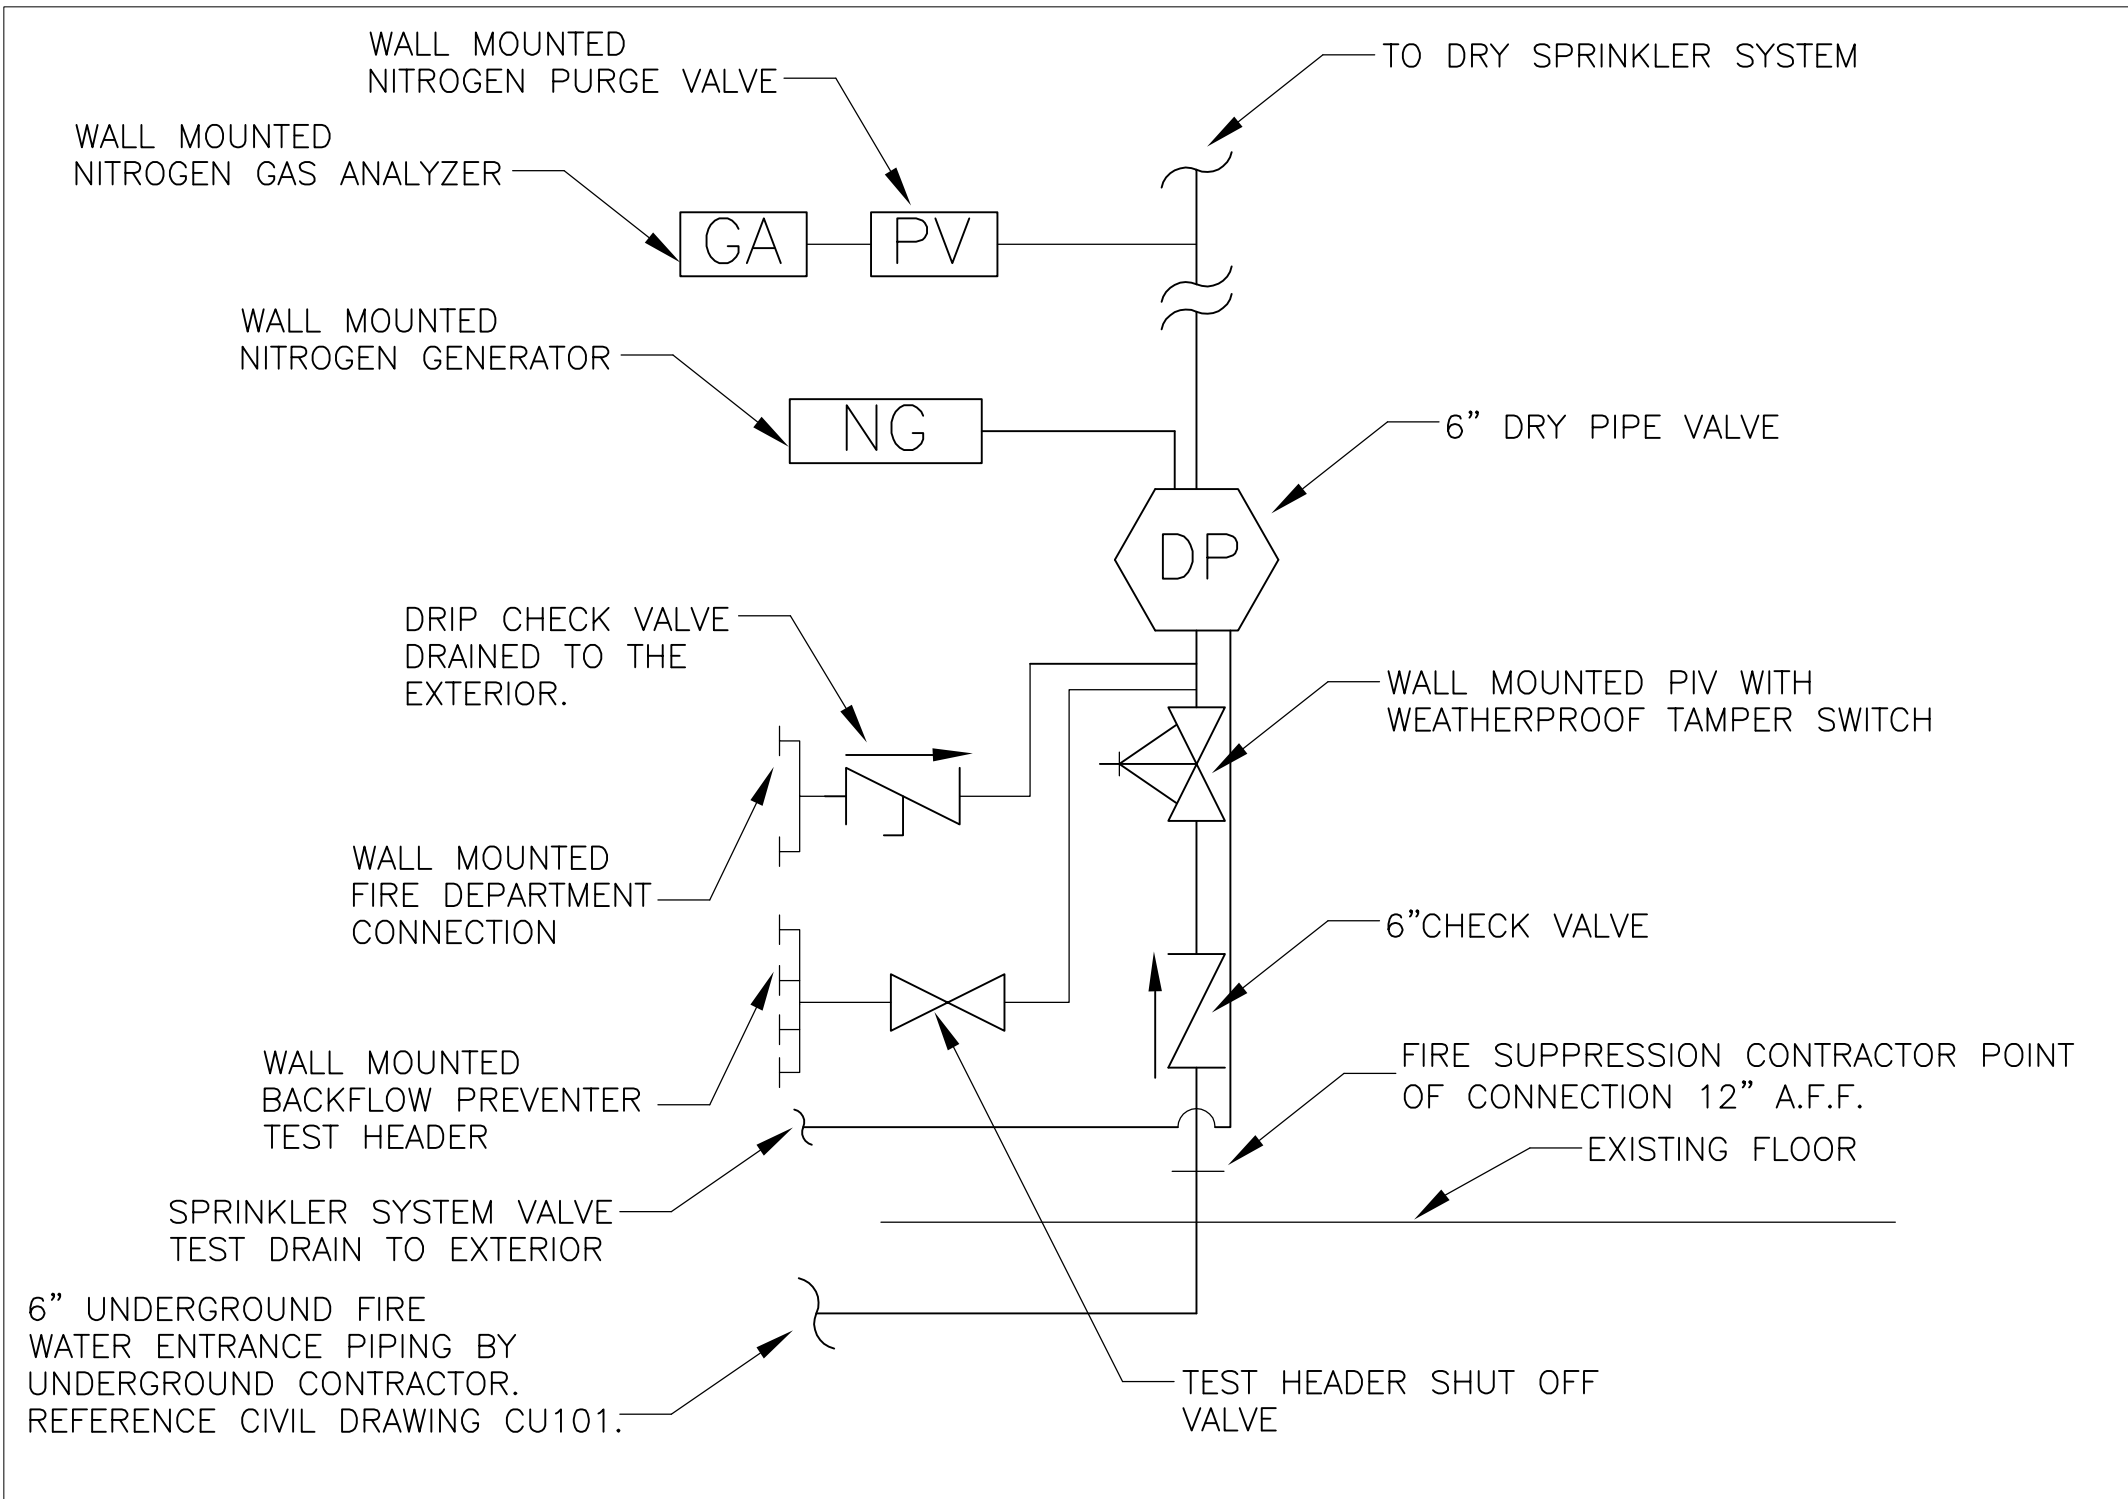 WALL MOUNTED
NITROGEN PURGE VALVE
TO DRY SPRINKLER SYSTEM
WALL MOUNTED
NITROGEN GAS ANALYZER
GA
PV
WALL MOUNTED
NITROGEN GENERATOR
NG
6” DRY PIPE VALVE
DP
DRIP CHECK VALVE
DRAINED TO THE
EXTERIOR.
WALL MOUNTED PIV WITH
WEATHERPROOF TAMPER SWITCH
WALL MOUNTED
FIRE DEPARTMENT
CONNECTION
6”CHECK VALVE
WALL MOUNTED
BACKFLOW PREVENTER
TEST HEADER
FIRE SUPPRESSION CONTRACTOR POINT
OF CONNECTION 12” A.F.F.
EXISTING FLOOR
SPRINKLER SYSTEM VALVE
TEST DRAIN TO EXTERIOR
6” UNDERGROUND FIRE
WATER ENTRANCE PIPING BY
UNDERGROUND CONTRACTOR.
REFERENCE CIVIL DRAWING CU101.
TEST HEADER SHUT OFF
VALVE